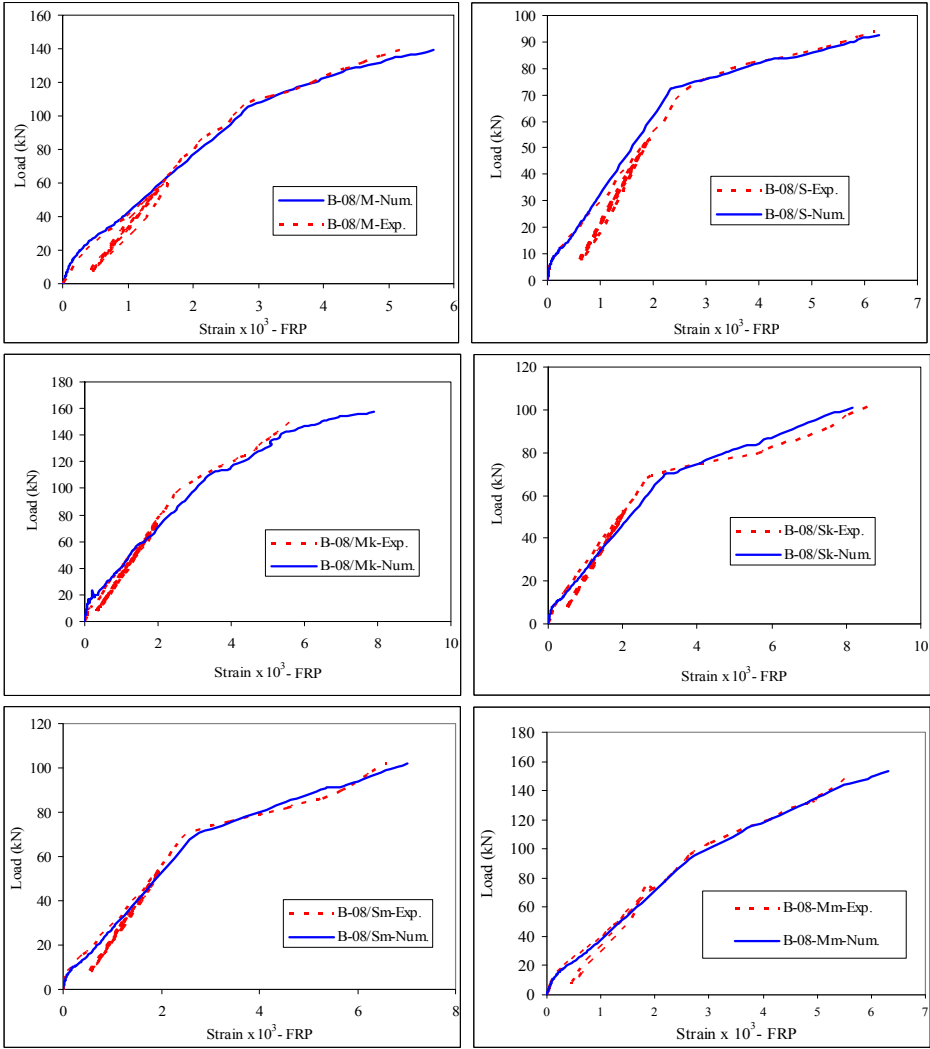 160
140
120
100
80
60
40
20
0
Load (kN)
B-08/M-Num.
B-08/M-Exp.
0 1 2 3 4 5 6
Strain x10³ - FRP
100
90
80
70
60
50
40
30
20
10
0
Load (kN)
B-08/S-Exp.
B-08/S-Num.
0 1 2 3 4 5 6 7
Strain x10³ - FRP
180
160
140
120
100
80
60
40
20
0
Load (kN)
B-08/Mk-Exp.
B-08/Mk-Num.
0 2 4 6 8 10
Strain x10³ - FRP
120
100
80
60
40
20
0
Load (kN)
B-08/Sk-Exp.
B-08/Sk-Num.
0 2 4 6 8 10
Strain x10³ - FRP
120
100
80
60
40
20
0
Load (kN)
B-08/Sm-Exp.
B-08/Sm-Num.
0 2 4 6 8
Strain x10³ - FRP
180
160
140
120
100
80
60
40
20
0
Load (kN)
B-08-Mm-Exp.
B-08-Mm-Num.
0 1 2 3 4 5 6 7
Strain x10³ - FRP